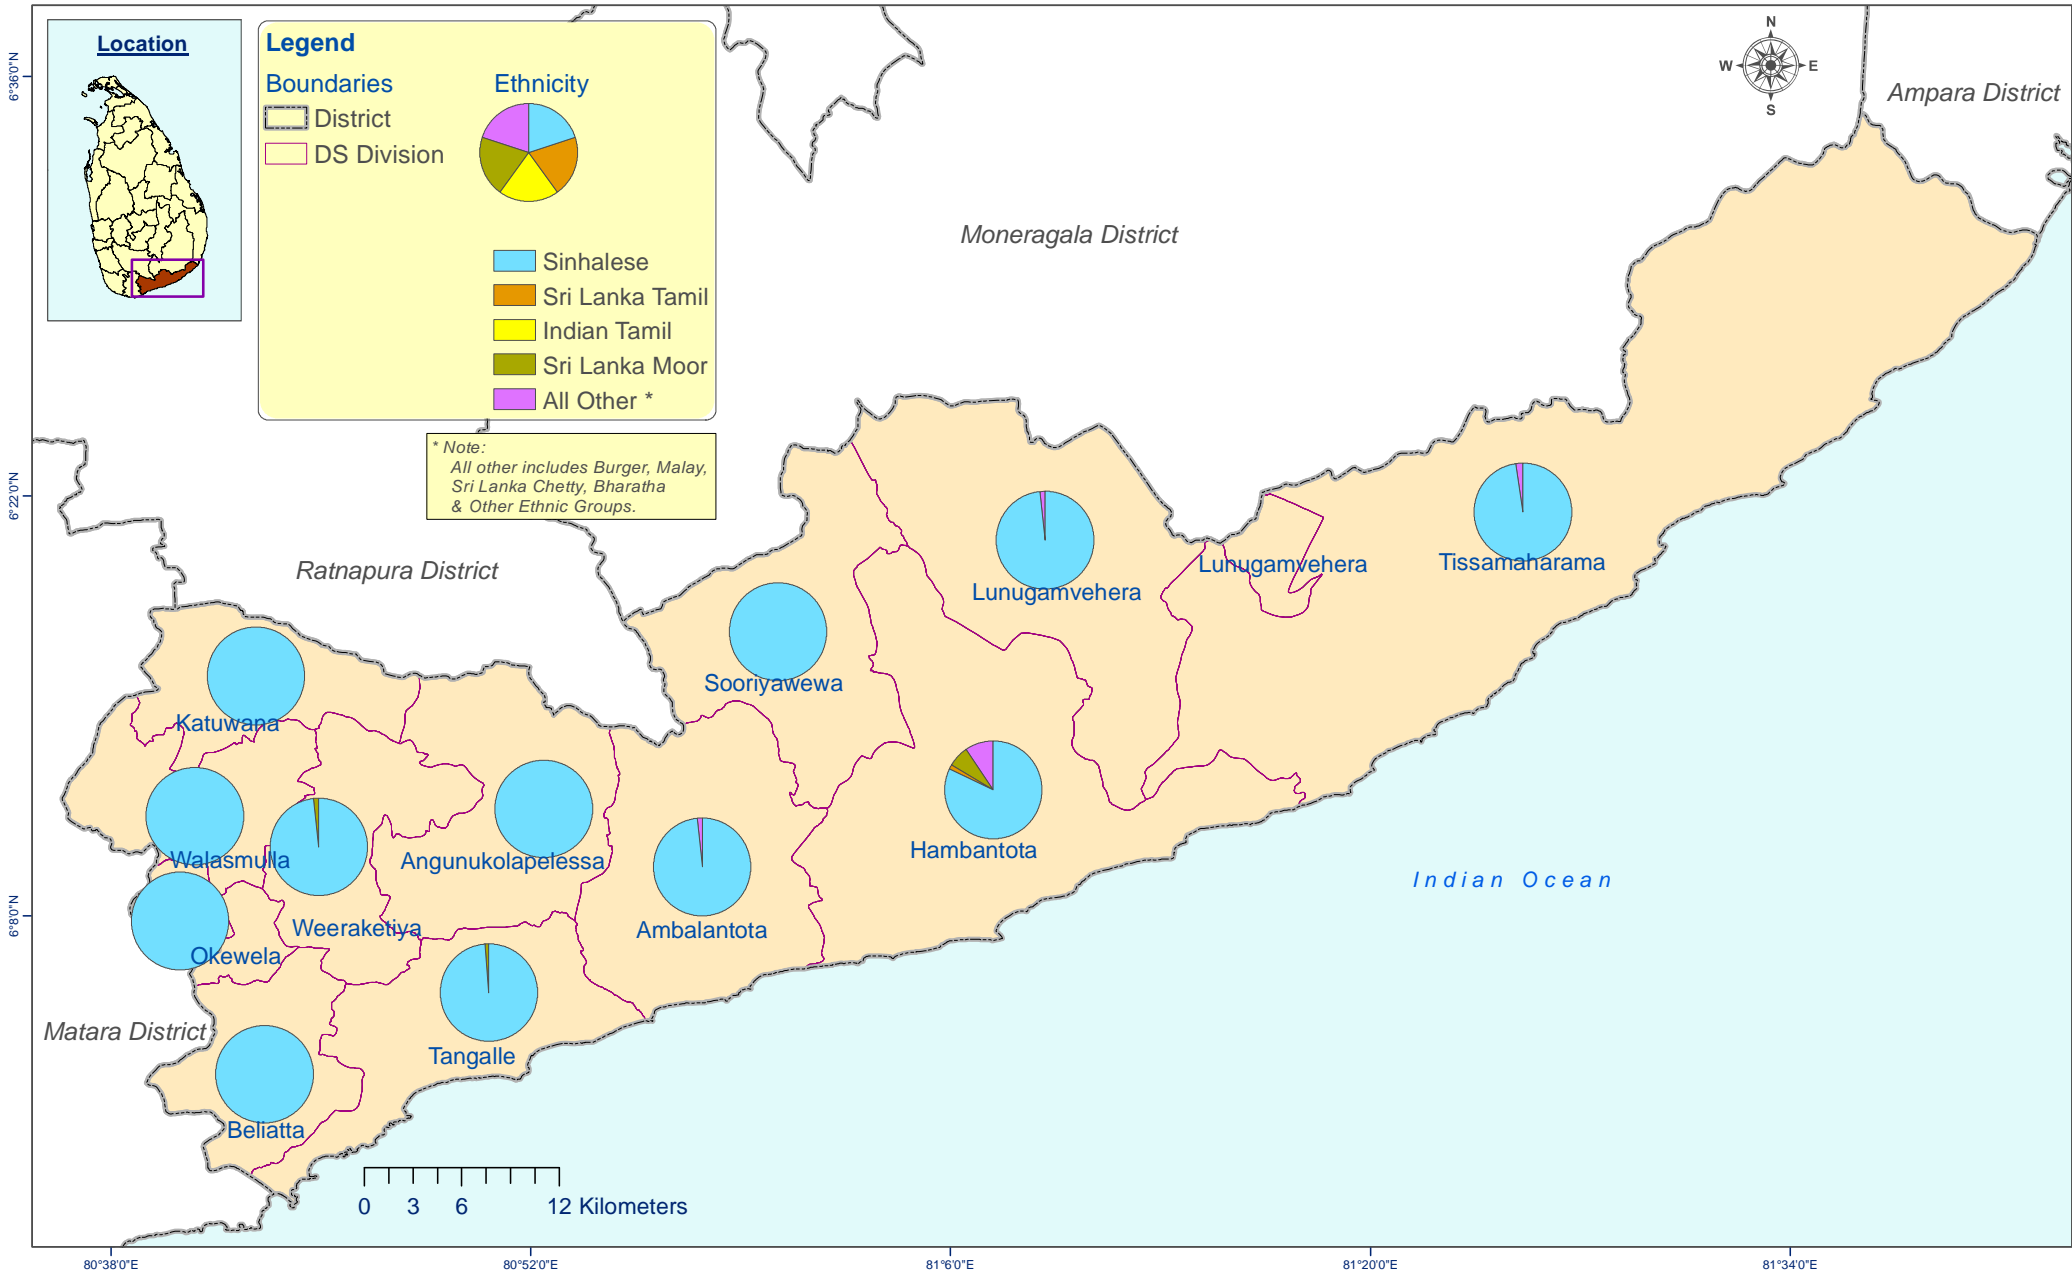 Location
Legend
Boundaries
District
DS Division
Ethnicity
Sinhalese
Sri Lanka Tamil
Indian Tamil
Sri Lanka Moor
All Other *
* Note:
All other includes Burger, Malay,
Sri Lanka Chetty, Bharatha
& Other Ethnic Groups.
N
W
E
S
Ampara District
Moneragala District
Ratnapura District
Matara District
Indian Ocean
Lunugamvehera
Lunugamvehera
Tissamaharama
Sooriyawewa
Katuwana
Walasmulla
Angunukolapelessa
Hambantota
Weeraketiya
Ambalantota
Okewela
Tangalle
Beliatta
0 3 6 12 Kilometers
6°36'0"N
6°22'0"N
6°8'0"N
80°38'0"E
80°52'0"E
81°6'0"E
81°20'0"E
81°34'0"E